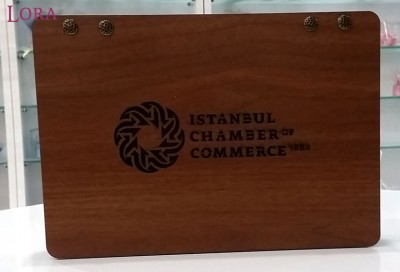 LORA
ISTANBUL
CHAMBER OF
COMMERCE 1882